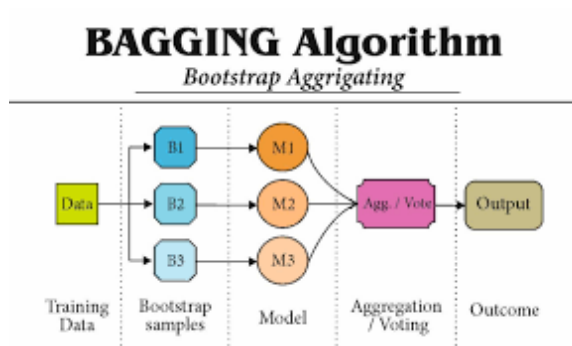 BAGGING Algorithm
Bootstrap Aggrigating
B1
M1
Data
B2
M2
Agg. / Vote
Output
B3
M3
Training
Data
Bootstrap
samples
Model
Aggregation
/ Voting
Outcome